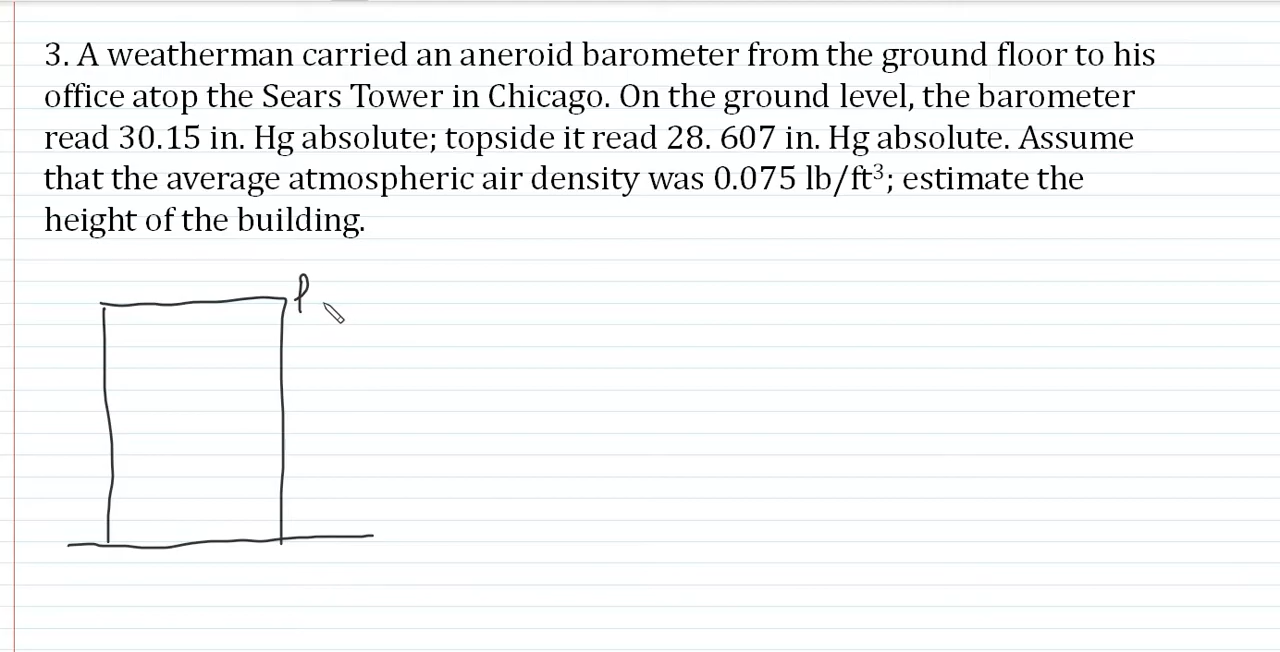 3. A weatherman carried an aneroid barometer from the ground floor to his
office atop the Sears Tower in Chicago. On the ground level, the barometer
read 30.15 in. Hg absolute; topside it read 28. 607 in. Hg absolute. Assume
that the average atmospheric air density was 0.075 lb/ft³; estimate the
height of the building.
P